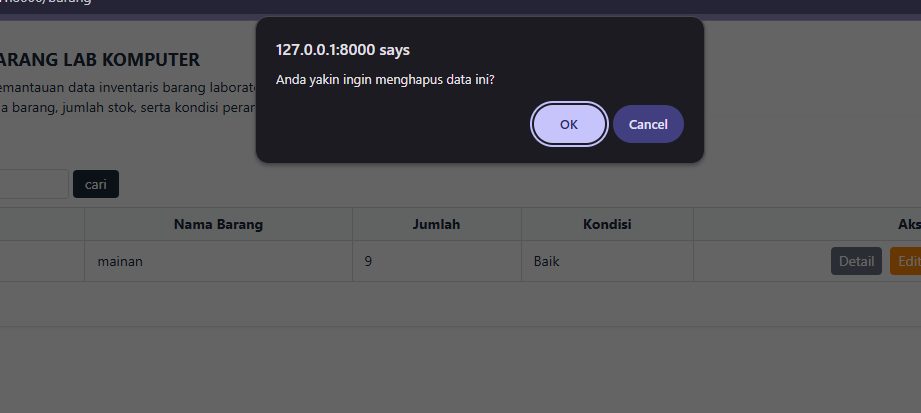 /barang
127.0.0.1:8000 says
Anda yakin ingin menghapus data ini?
OK
Cancel
ARANG LAB KOMPUTER
emantauan data inventaris barang laborat
a barang, jumlah stok, serta kondisi perar
cari
Nama Barang
Jumlah
Kondisi
Aks
mainan
9
Baik
Detail
Edit